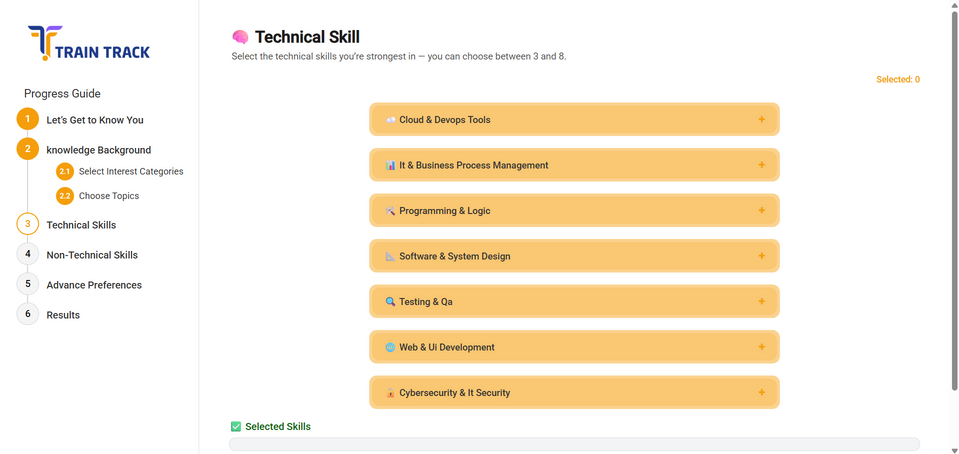 TRAIN TRACK
Progress Guide
1 Let's Get to Know You
2 knowledge Background
2.1 Select Interest Categories
2.2 Choose Topics
3 Technical Skills
4 Non-Technical Skills
5 Advance Preferences
6 Results
🧠 Technical Skill
Select the technical skills you're strongest in — you can choose between 3 and 8.
Selected: 0
Cloud & Devops Tools +
It & Business Process Management +
Programming & Logic +
Software & System Design +
Testing & Qa +
Web & Ui Development +
Cybersecurity & It Security +
✅ Selected Skills